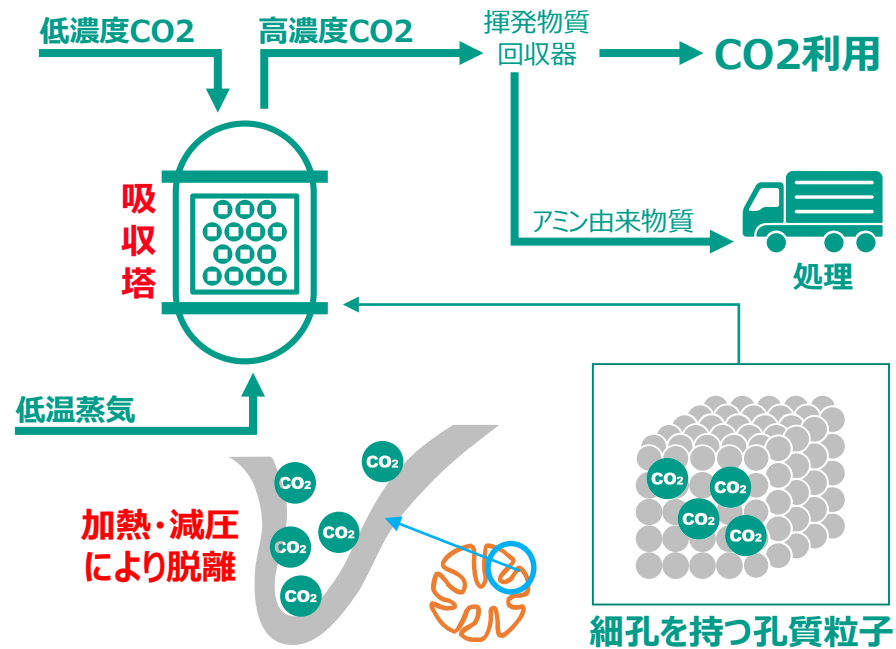 低濃度CO2
高濃度CO2
揮発物質
回収器
CO2利用
吸
収
塔
アミン由来物質
処理
低温蒸気
CO₂
CO₂
CO₂
CO₂
CO₂
加熱・減圧
により脱離
CO₂
CO₂
CO₂
CO₂
細孔を持つ孔質粒子